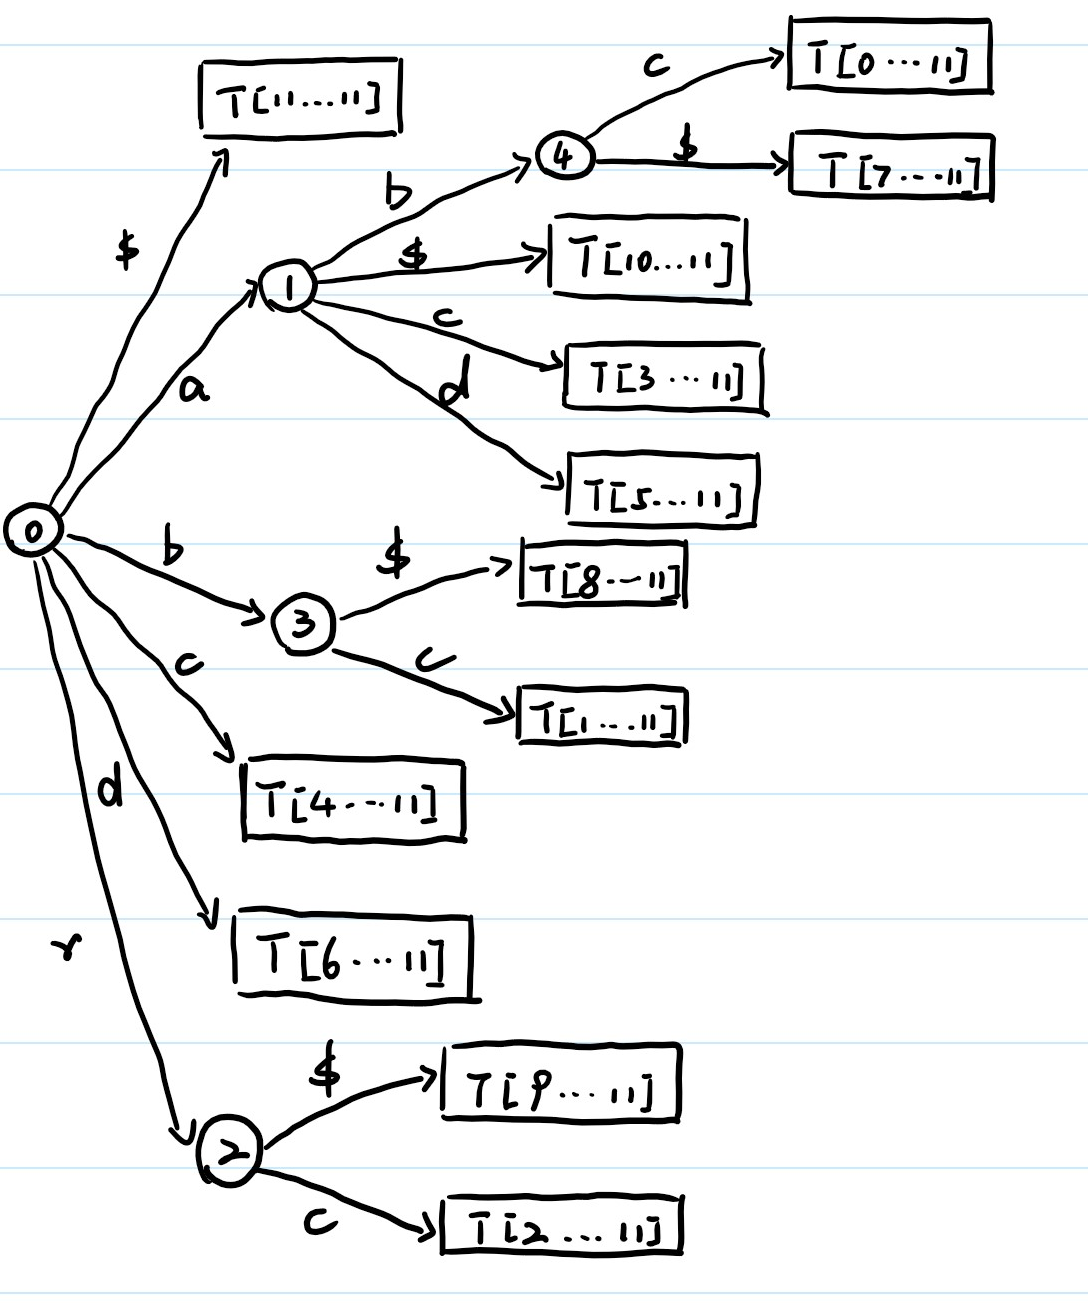 c
T[0...11]
T[11...11]
4
$
T[7...11]
b
$
$
T[10...11]
1
c
T[3...11]
a
d
T[5...11]
0
b
$
T[8...11]
3
c
c
T[1...11]
d
T[4...11]
r
T[6...11]
$
T[9...11]
2
c
T[2...11]